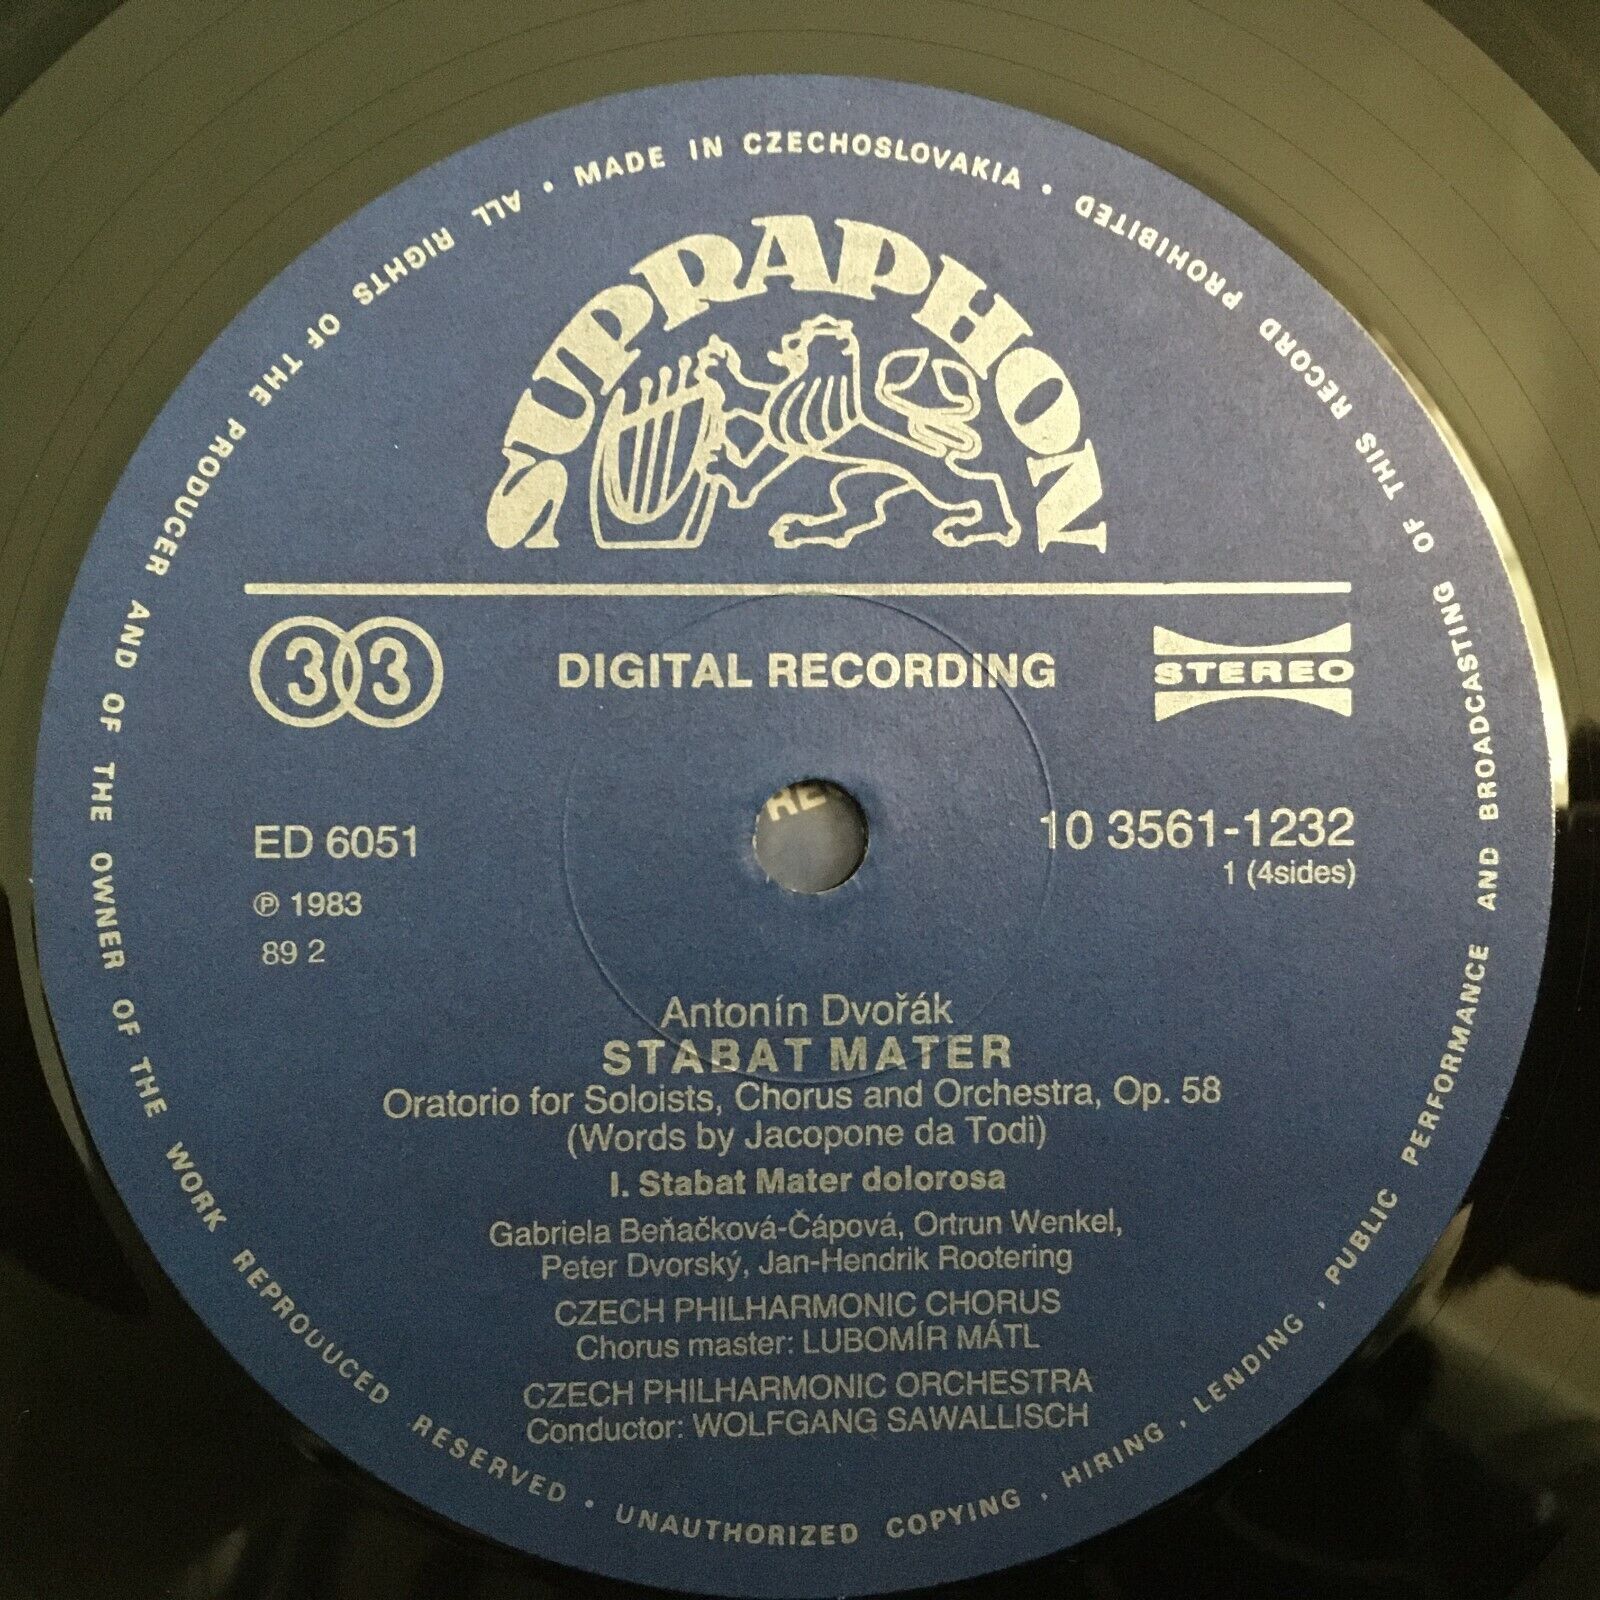 MADE IN CZECHOSLOVAKIA • PROHIBITED RECORD THIS OF BROADCASTING AND PERFORMANCE PUBLIC , LENDING , HIRING , COPYING UNAUTHORIZED • RESERVED REPRODUCED WORK THE OF OWNER THE OF AND PRODUCER THE OF RIGHTS ALL •
SUPRAPHON
33
DIGITAL RECORDING
STEREO
ED 6051
10 3561-1232
1 (4sides)
℗ 1983
89 2
Antonín Dvořák
STABAT MATER
Oratorio for Soloists, Chorus and Orchestra, Op. 58
(Words by Jacopone da Todi)
I. Stabat Mater dolorosa
Gabriela Beňačková-Čápová, Ortrun Wenkel,
Peter Dvorský, Jan-Hendrik Rootering
CZECH PHILHARMONIC CHORUS
Chorus master: LUBOMÍR MÁTL
CZECH PHILHARMONIC ORCHESTRA
Conductor: WOLFGANG SAWALLISCH